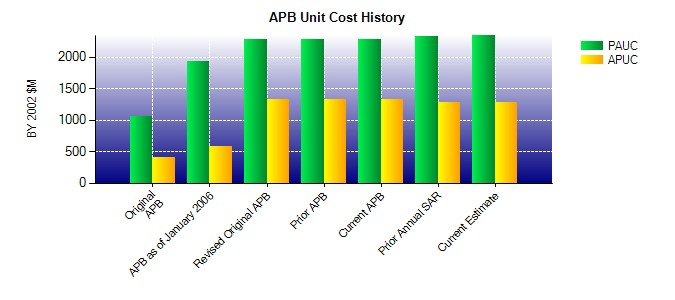 APB Unit Cost History
BY 2002 $M
2000
1500
1000
500
0
Original
APB
APB as of January 2006
Revised Original APB
Prior APB
Current APB
Prior Annual SAR
Current Estimate
PAUC
APUC